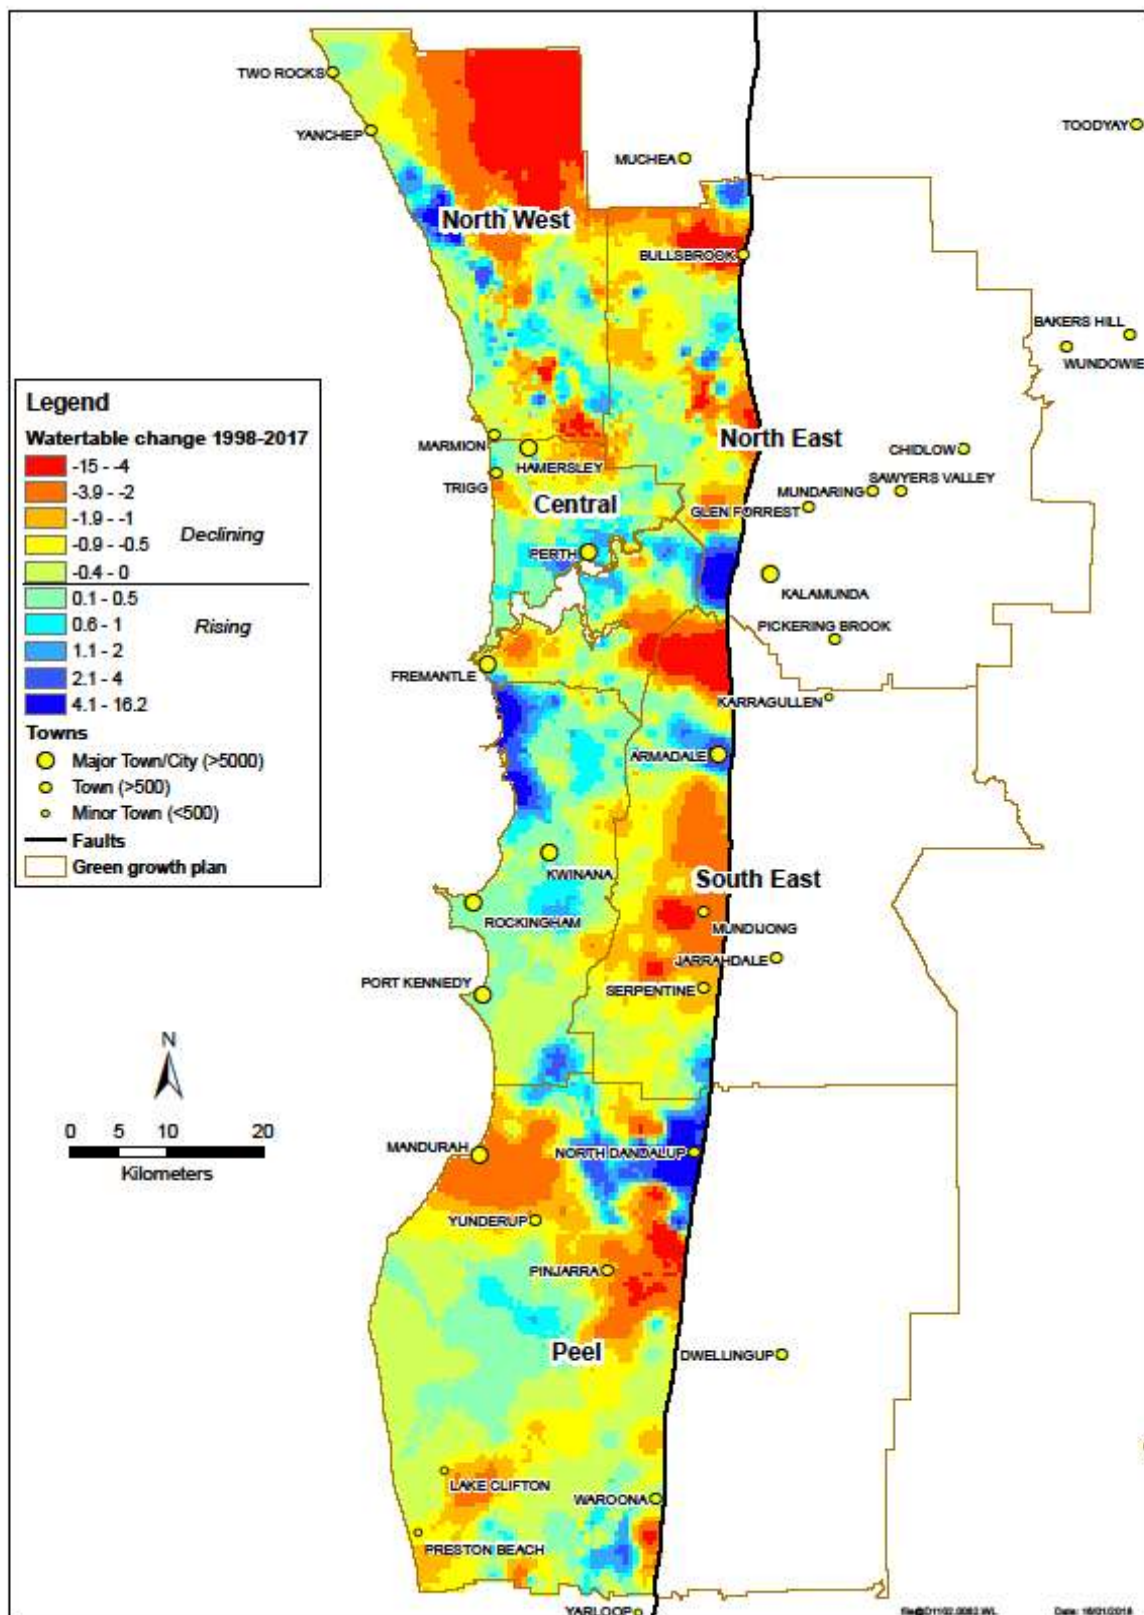 TWO ROCKS
TOODYAY
YANCHEP
MUCHEA
North West
BULLSBROOK
BAKERS HILL
WUNDOWIE
Legend
Watertable change 1998-2017
-15 - -4
-3.9 - -2
-1.9 - -1
-0.9 - -0.5
-0.4 - 0
0.1 - 0.5
0.6 - 1
1.1 - 2
2.1 - 4
4.1 - 16.2
Declining
Rising
Towns
Major Town/City (>5000)
Town (>500)
Minor Town (<500)
Faults
Green growth plan
MARMION
HAMERSLEY
North East
CHIDLOW
TRIGG
SAWYERS VALLEY
MUNDARING
Central
GLEN FORREST
PERTH
KALAMUNDA
PICKERING BROOK
FREMANTLE
KARRAGULLEN
ARMADALE
KWINANA
South East
ROCKINGHAM
MUNDIJONG
JARRAHDALE
PORT KENNEDY
SERPENTINE
N
0 5 10 20
Kilometers
MANDURAH
NORTH DANDALUP
YUNDERUP
PINJARRA
Peel
DWELLINGUP
LAKE CLIFTON
WAROONA
PRESTON BEACH
YARLOOP